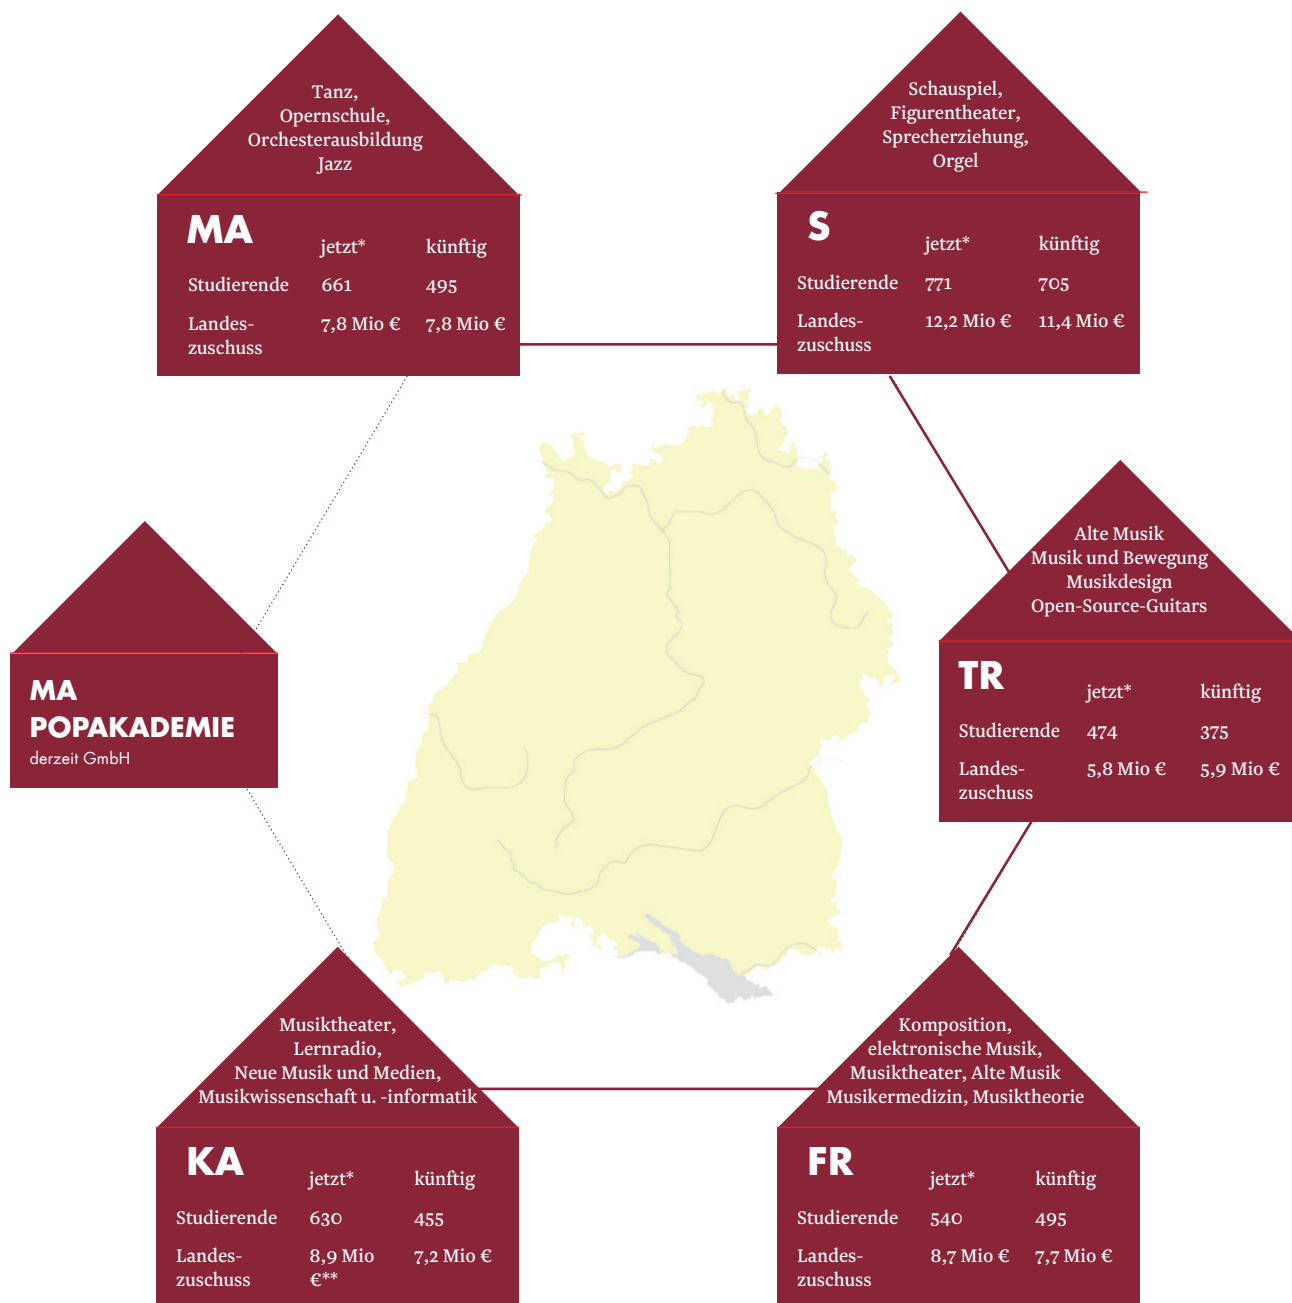 Tanz,
Opernschule,
Orchesterausbildung
Jazz
MA
jetzt* künftig
Studierende 661 495
Landes- 7,8 Mio € 7,8 Mio €
zuschuss
Schauspiel,
Figurentheater,
Sprecherziehung,
Orgel
S
jetzt* künftig
Studierende 771 705
Landes- 12,2 Mio € 11,4 Mio €
zuschuss
Alte Musik
Musik und Bewegung
Musikdesign
Open-Source-Guitars
TR
jetzt* künftig
Studierende 474 375
Landes- 5,8 Mio € 5,9 Mio €
zuschuss
MA
POPAKADEMIE
derzeit GmbH
Musiktheater,
Lernradio,
Neue Musik und Medien,
Musikwissenschaft u. -informatik
KA
jetzt* künftig
Studierende 630 455
Landes- 8,9 Mio 7,2 Mio €
zuschuss €**
Komposition,
elektronische Musik,
Musiktheater, Alte Musik
Musikermedizin, Musiktheorie
FR
jetzt* künftig
Studierende 540 495
Landes- 8,7 Mio € 7,7 Mio €
zuschuss